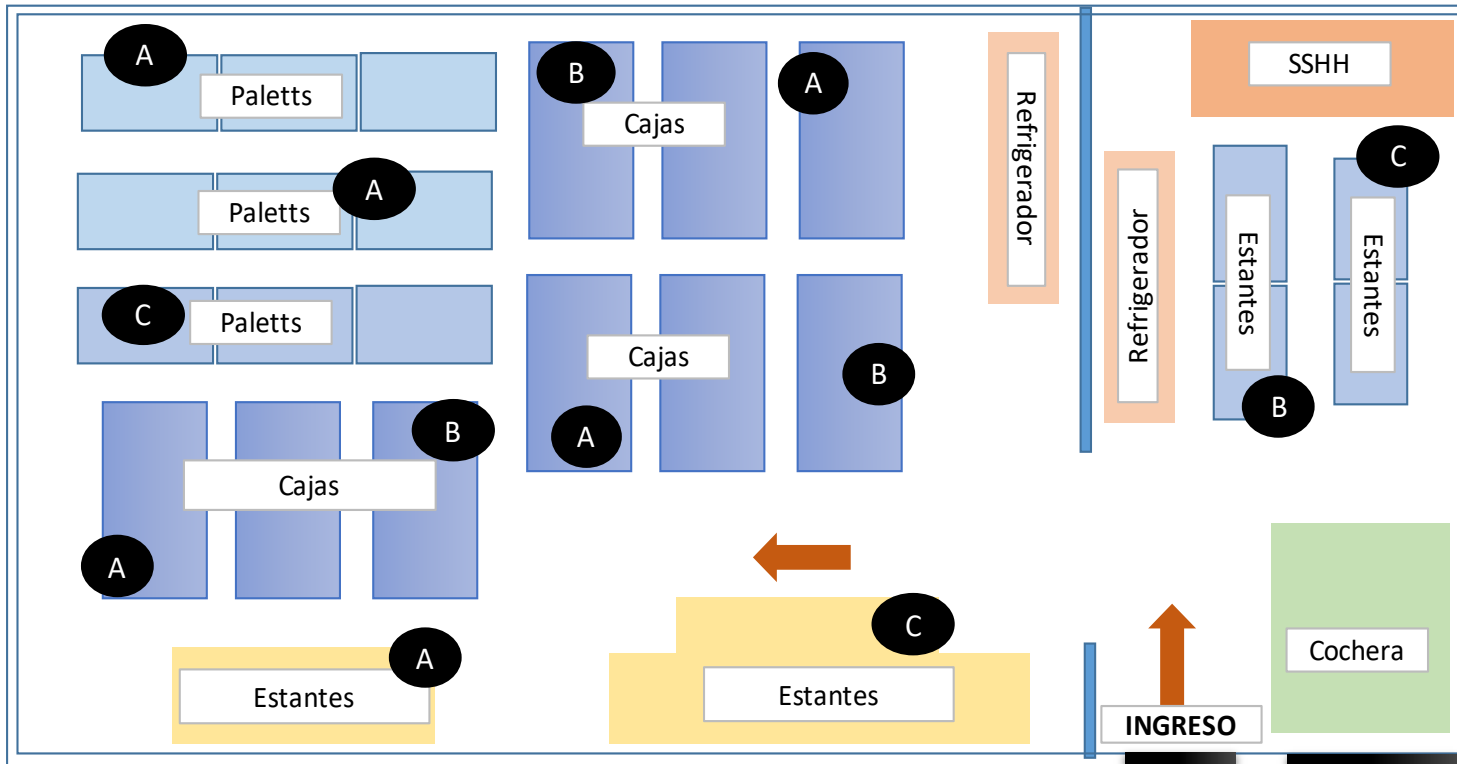 A
Paletts
B
Cajas
A
Refrigerador
SSHH
Paletts
A
Refrigerador
Estantes
C
Estantes
C
Paletts
Cajas
A
B
B
Cajas
B
A
Estantes
A
C
Estantes
INGRESO
Cochera